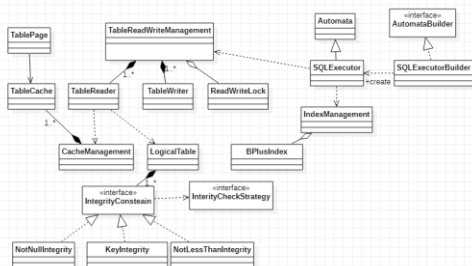 TablePage
TableReadWriteManagement
Automata
«interface»
AutomataBuilder
TableCache
TableReader
TableWriter
ReadWriteLock
SQLExecutor
SQLExecutorBuilder
1..*
1..*
+create
IndexManagement
1..*
CacheManagement
LogicalTable
BPlusIndex
1..*
«interface»
IntegrityConsteain
«interface»
InterityCheckStrategy
NotNullIntegrity
KeyIntegrity
NotLessThanIntegrity